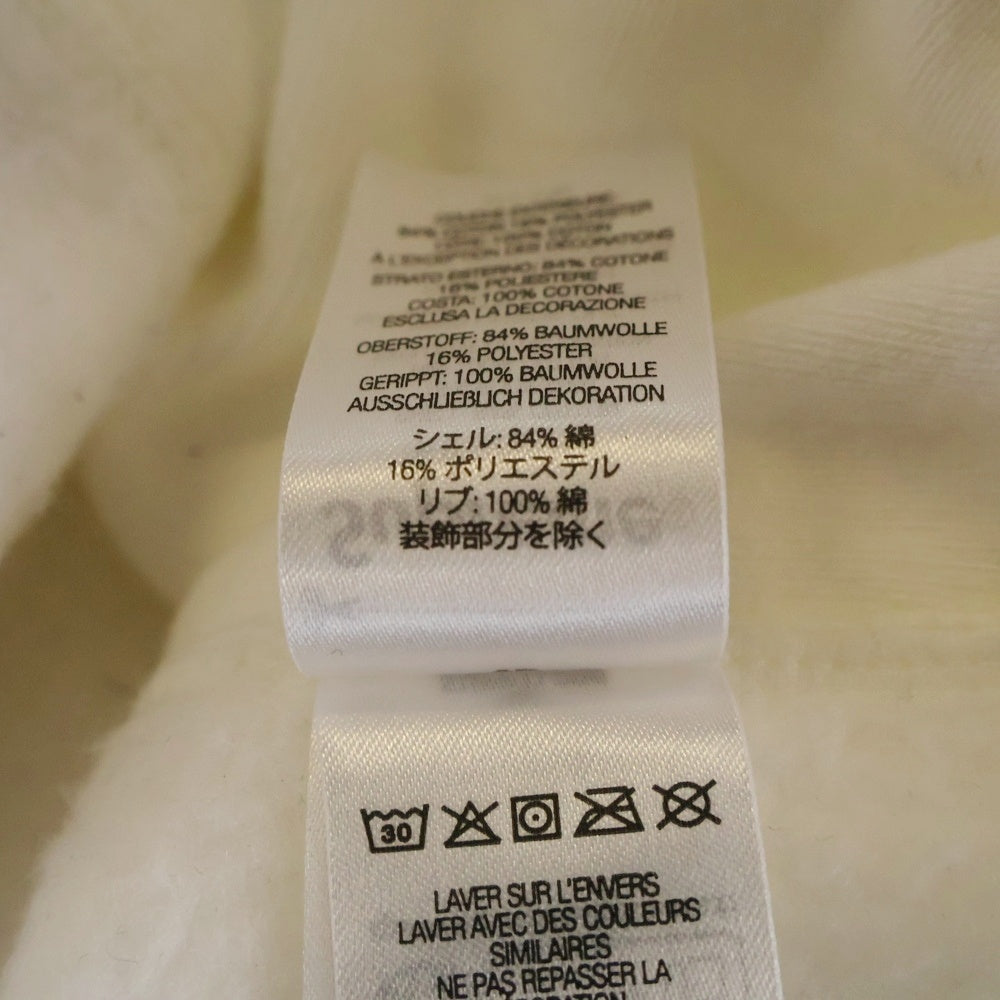 À L'EXCEPTION DES DÉCORATIONS
STRATO ESTERNO: 84% COTONE
16% POLIESTERE
COSTA: 100% COTONE
ESCLUSA LA DECORAZIONE
OBERSTOFF: 84% BAUMWOLLE
16% POLYESTER
GERIPPT: 100% BAUMWOLLE
AUSSCHLIEßLICH DEKORATION
シェル: 84% 綿
16% ポリエステル
リブ: 100% 綿
装飾部分を除く
30
LAVER SUR L'ENVERS
LAVER AVEC DES COULEURS
SIMILAIRES
NE PAS REPASSER LA